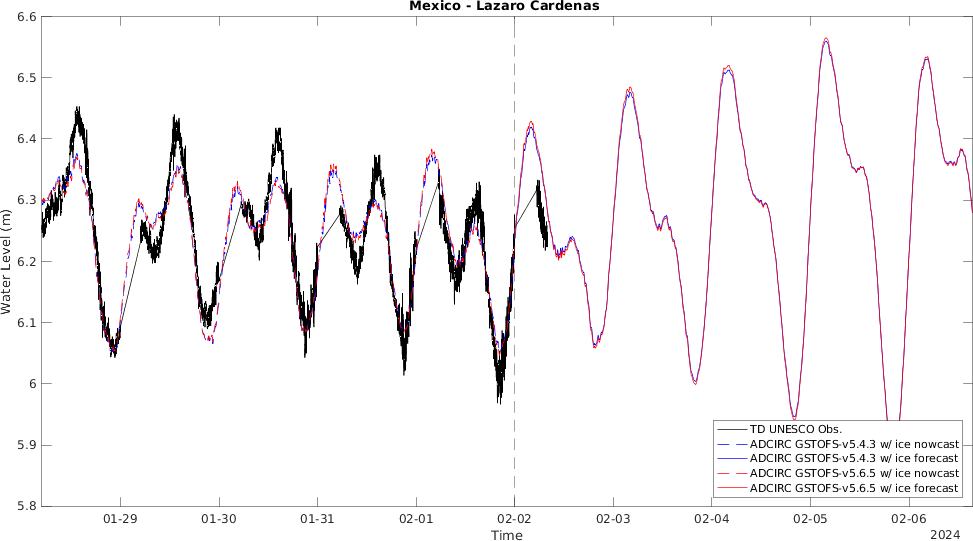 Mexico - Lazaro Cardenas
6.6
6.5
6.4
6.3
6.2
6.1
6
5.9
5.8
Water Level (m)
TD UNESCO Obs.
ADCIRC GSTOFS-v5.4.3 w/ ice nowcast
ADCIRC GSTOFS-v5.4.3 w/ ice forecast
ADCIRC GSTOFS-v5.6.5 w/ ice nowcast
ADCIRC GSTOFS-v5.6.5 w/ ice forecast
01-29 01-30 01-31 02-01 02-02 02-03 02-04 02-05 02-06
Time
2024